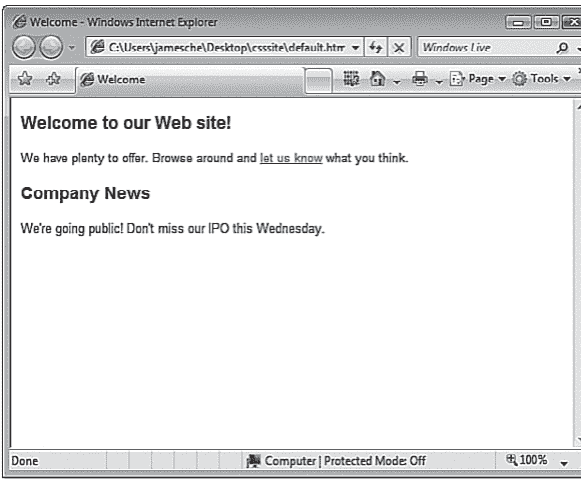 Welcome - Windows Internet Explorer
C:\Users\jamesche\Desktop\csssite\default.htm
Windows Live
Welcome
Page
Tools
Welcome to our Web site!
We have plenty to offer. Browse around and let us know what you think.
Company News
We're going public! Don't miss our IPO this Wednesday.
Done
Computer | Protected Mode: Off
100%